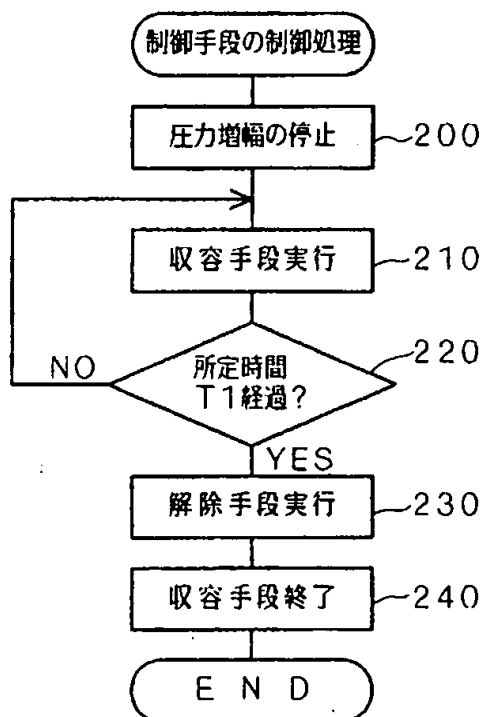 制御手段の制御処理
圧力増幅の停止
200
収容手段実行
210
所定時間
T1経過?
220
NO
YES
解除手段実行
230
収容手段終了
240
END